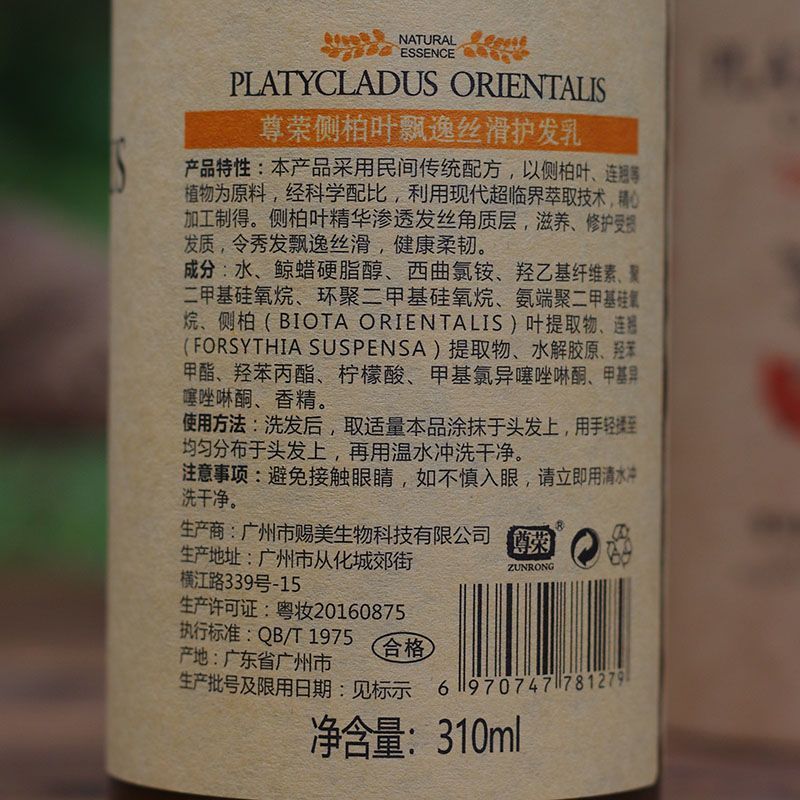 NATURAL
ESSENCE
PLATYCLADUS ORIENTALIS
尊荣侧柏叶飘逸丝滑护发乳
产品特性：本产品采用民间传统配方，以侧柏叶、连翘等
植物为原料，经科学配比，利用现代超临界萃取技术，精心
加工制得。侧柏叶精华渗透发丝角质层，滋养、修护受损
发质，令秀发飘逸丝滑，健康柔韧。
成分：水、鲸蜡硬脂醇、西曲氯铵、羟乙基纤维素、聚
二甲基硅氧烷、环聚二甲基硅氧烷、氨端聚二甲基硅氧
烷、侧柏（BIOTA ORIENTALIS）叶提取物、连翘
（FORSYTHIA SUSPENSA）提取物、水解胶原、羟苯
甲酯、羟苯丙酯、柠檬酸、甲基氯异噻唑啉酮、甲基异
噻唑啉酮、香精。
使用方法：洗发后，取适量本品涂抹于头发上，用手轻揉至
均匀分布于头发上，再用温水冲洗干净。
注意事项：避免接触眼睛，如不慎入眼，请立即用清水冲
洗干净。
生产商：广州市赐美生物科技有限公司
生产地址：广州市从化城郊街
横江路339号-15
生产许可证：粤妆20160875
执行标准：QB/T 1975
产地：广东省广州市
生产批号及限用日期：见标示
合格
尊荣®
ZUNRONG
6 970747 781279
净含量：310ml